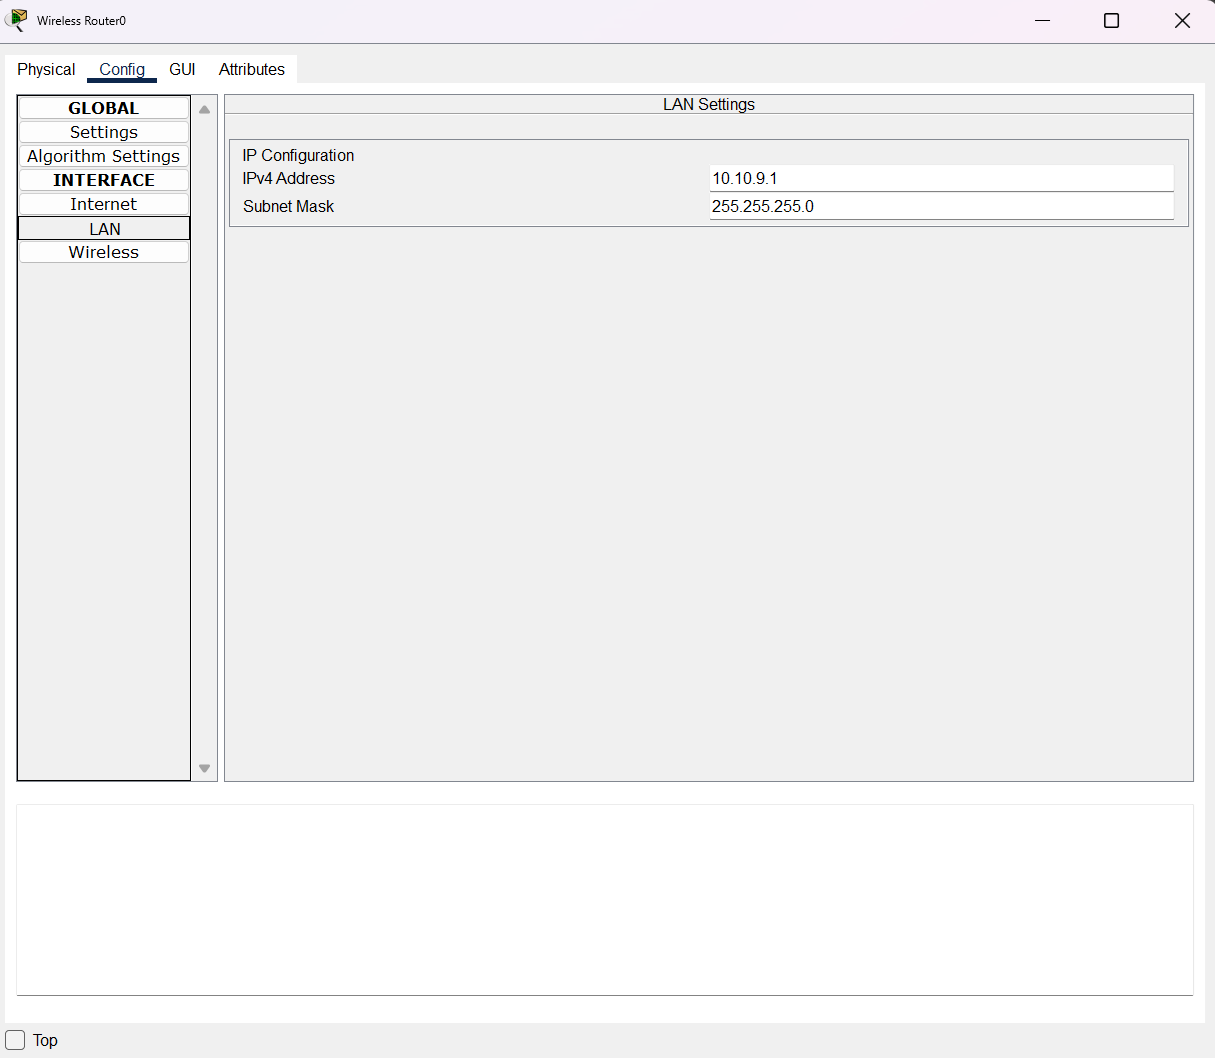 Wireless Router0
Physical Config GUI Attributes
GLOBAL
Settings
Algorithm Settings
INTERFACE
Internet
LAN
Wireless
LAN Settings
IP Configuration
IPv4 Address 10.10.9.1
Subnet Mask 255.255.255.0
Top